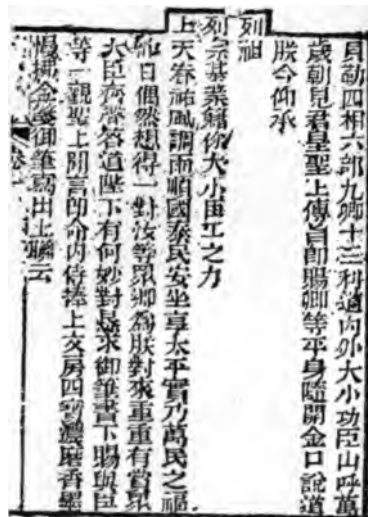 貝勒四相六部九卿十三科道內外大小功臣山呼萬
歲朝見君皇聖上傳旨卽賜卿等平身隨開金口說道
朕今仰承
列祖
列宗基業賴你大小臣工之力
上天眷祐風調雨順國泰民安坐享太平實乃萬民之福
今日偶然想得一對汝等眾卿為朕對來重重有賞眾
大臣齊聲答道陛下有何妙對懇求御筆書下賜與臣
等一觀聖上開言卽命內侍捧上文房四寶濃磨香墨
慢拂金箋御筆寫出上聯云